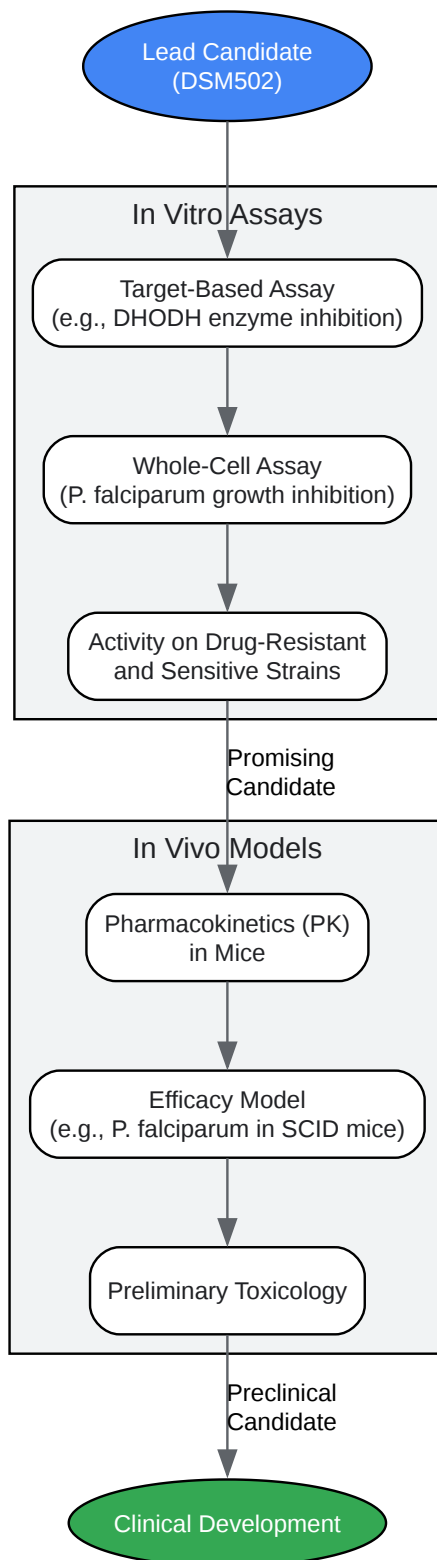 Lead Candidate
(DSM502)
In Vitro Assays
Target-Based Assay
(e.g., DHODH enzyme inhibition)
Whole-Cell Assay
(P. falciparum growth inhibition)
Activity on Drug-Resistant
and Sensitive Strains
Promising
Candidate
In Vivo Models
Pharmacokinetics (PK)
in Mice
Efficacy Model
(e.g., P. falciparum in SCID mice)
Preliminary Toxicology
Preclinical
Candidate
Clinical Development